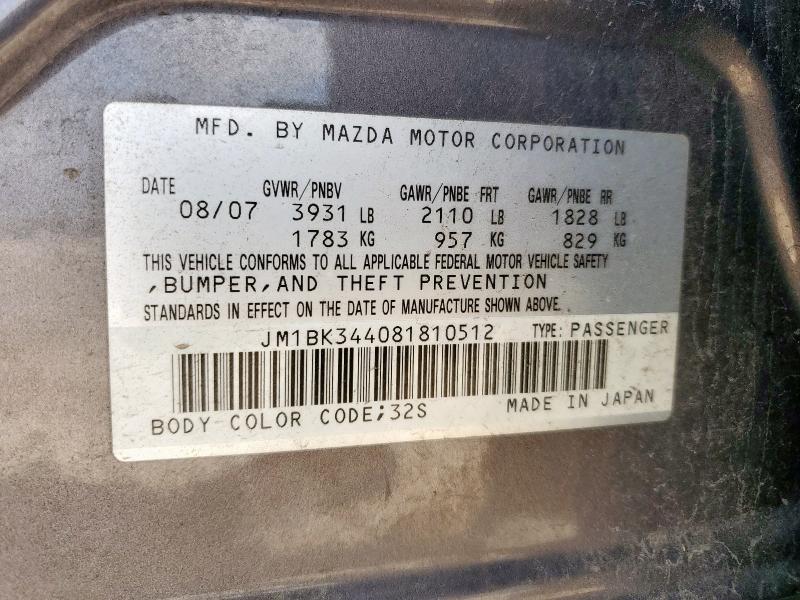 MFD. BY MAZDA MOTOR CORPORATION
DATE GVWR/PNBV GAWR/PNBE FRT GAWR/PNBE RR
08/07 3931 LB 2110 LB 1828 LB
1783 KG 957 KG 829 KG
THIS VEHICLE CONFORMS TO ALL APPLICABLE FEDERAL MOTOR VEHICLE SAFETY
,BUMPER,AND THEFT PREVENTION
STANDARDS IN EFFECT ON THE DATE OF MANUFACTURE SHOWN ABOVE.
JM1BK344081810512 TYPE: PASSENGER
BODY COLOR CODE;32S MADE IN JAPAN